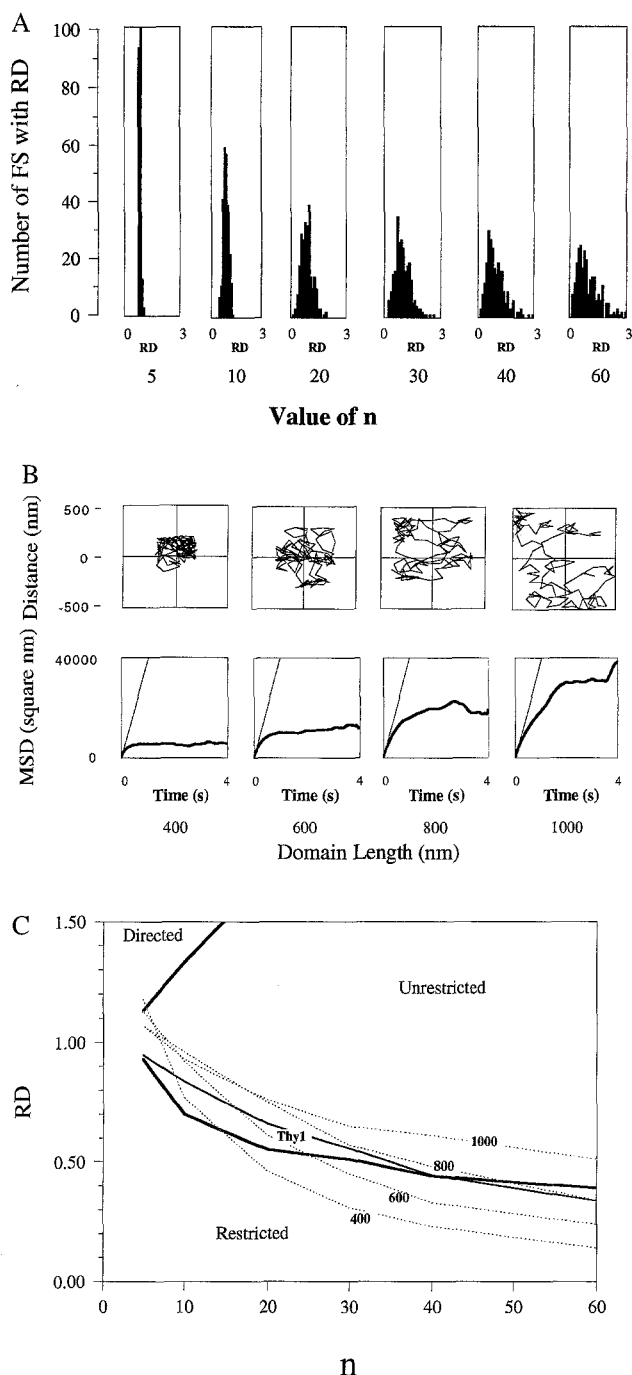 A
Number of FS with RD
100
80
60
40
20
0
0 3 0 3 0 3 0 3 0 3 0 3
RD RD RD RD RD RD
5 10 20 30 40 60
Value of n
B
Distance (nm)
500
0
-500
MSD (square nm)
40000
0
0 4 0 4 0 4 0 4
Time (s) Time (s) Time (s) Time (s)
400 600 800 1000
Domain Length (nm)
C
RD
1.50
1.00
0.50
0.00
Directed
Unrestricted
Thy1
1000
800
600
400
Restricted
0 10 20 30 40 50 60
n